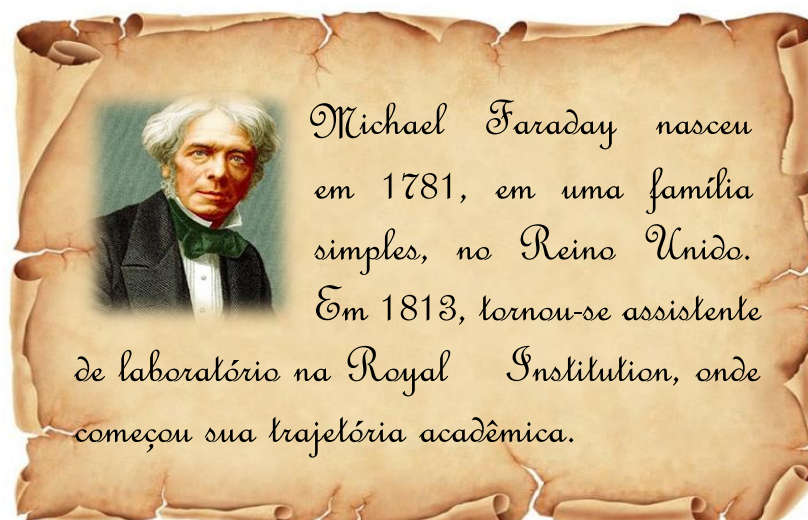 Michael Faraday nasceu
em 1781, em uma família
simples, no Reino Unido.
Em 1813, tornou-se assistente
de laboratório na Royal Institution, onde
começou sua trajetória acadêmica.